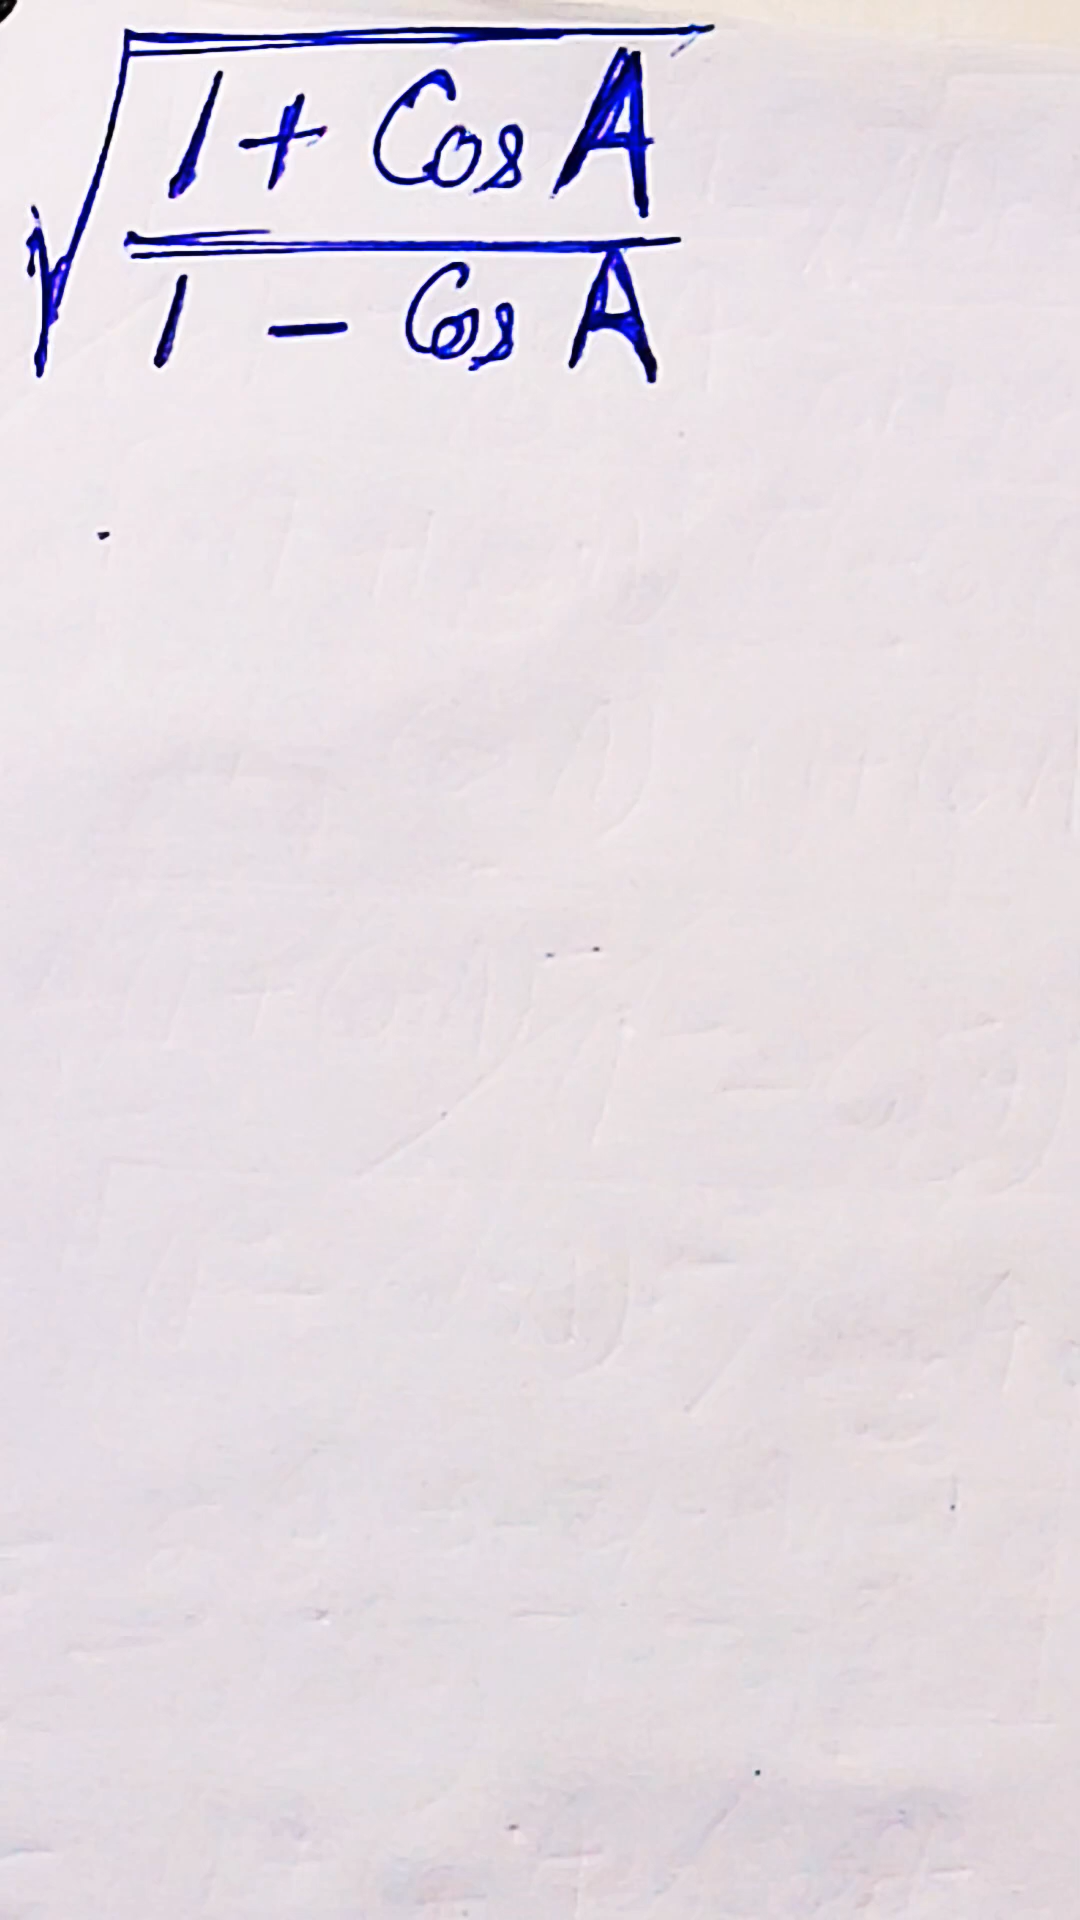 √(1 + Cos A
1 - Cos A)